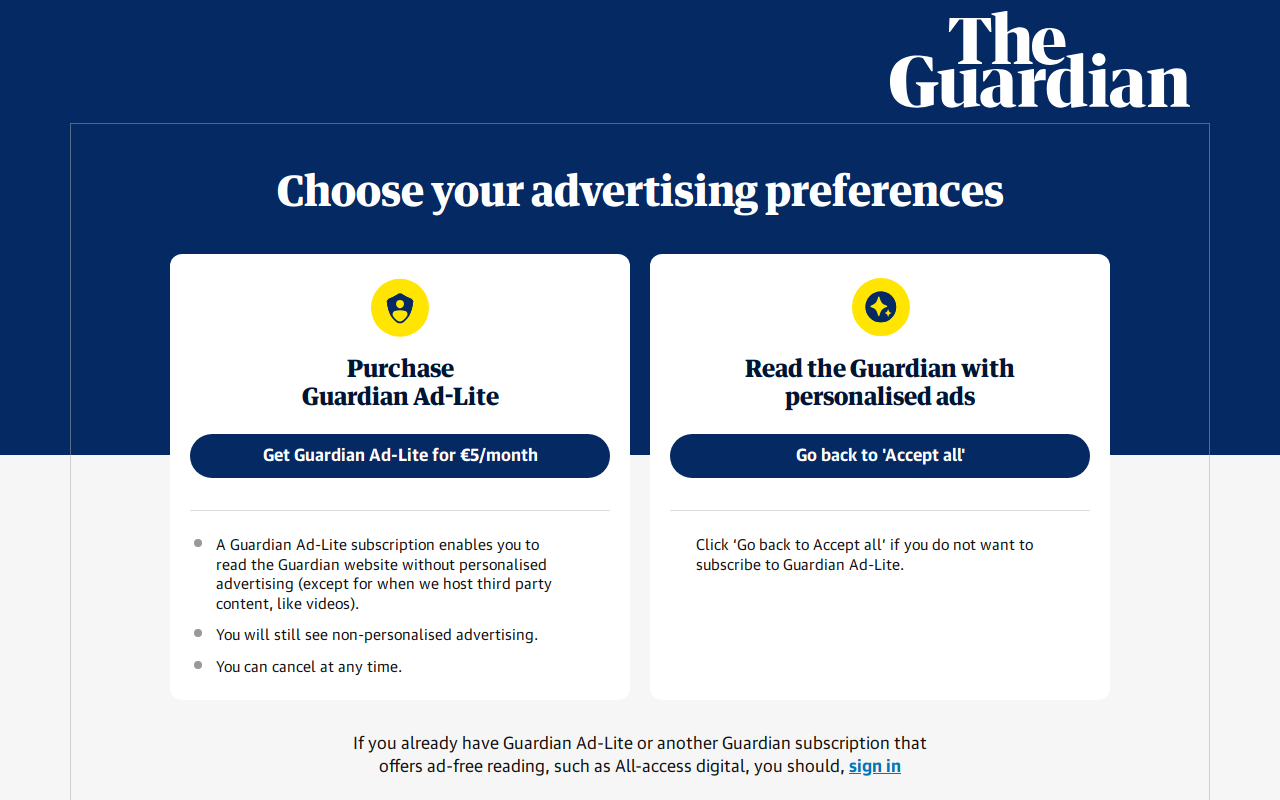 The
Guardian
Choose your advertising preferences
Purchase
Guardian Ad-Lite
Get Guardian Ad-Lite for €5/month
A Guardian Ad-Lite subscription enables you to
read the Guardian website without personalised
advertising (except for when we host third party
content, like videos).
You will still see non-personalised advertising.
You can cancel at any time.
Read the Guardian with
personalised ads
Go back to 'Accept all'
Click ‘Go back to Accept all’ if you do not want to
subscribe to Guardian Ad-Lite.
If you already have Guardian Ad-Lite or another Guardian subscription that
offers ad-free reading, such as All-access digital, you should, sign in